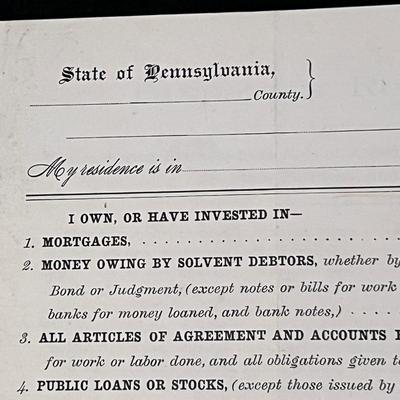 State of Pennsylvania,
County.
My residence is in
I OWN, OR HAVE INVESTED IN—
1. MORTGAGES, . . . . . . . . . . . . . . . . . . . .
2. MONEY OWING BY SOLVENT DEBTORS, whether by
Bond or Judgment, (except notes or bills for work
banks for money loaned, and bank notes,) . . . .
3. ALL ARTICLES OF AGREEMENT AND ACCOUNTS
for work or labor done, and all obligations given
4. PUBLIC LOANS OR STOCKS, (except those issued by